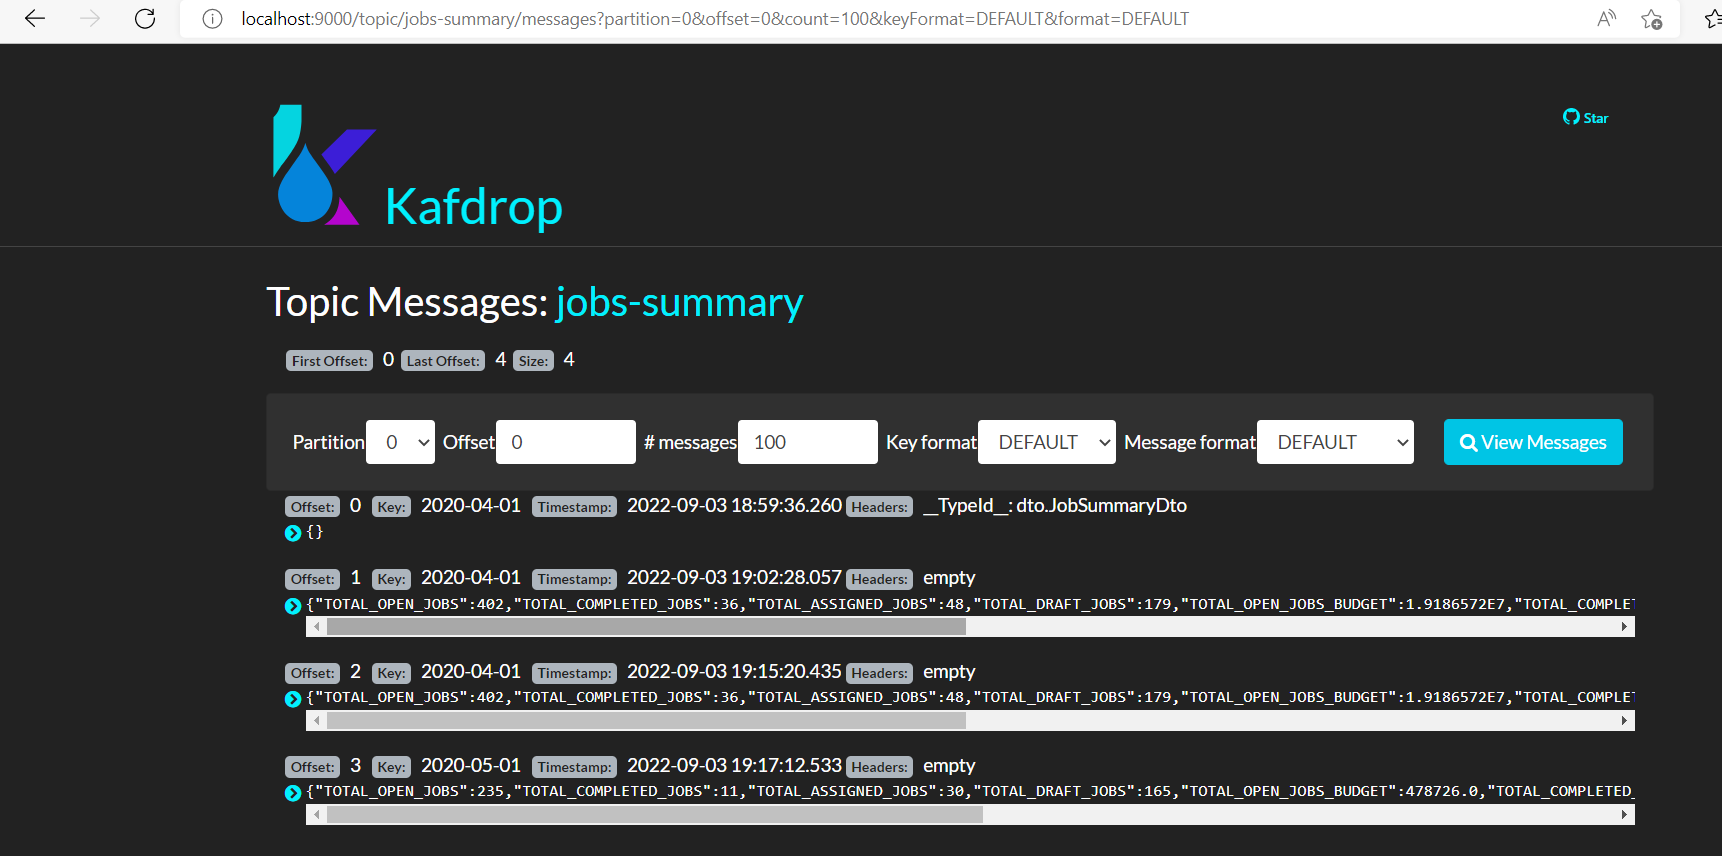 localhost:9000/topic/jobs-summary/messages?partition=0&offset=0&count=100&keyFormat=DEFAULT&format=DEFAULT
Star
Kafdrop
Topic Messages: jobs-summary
First Offset: 0 Last Offset: 4 Size: 4
Partition 0 Offset 0 # messages 100 Key format DEFAULT Message format DEFAULT View Messages
Offset: 0 Key: 2020-04-01 Timestamp: 2022-09-03 18:59:36.260 Headers: __TypeId__: dto.JobSummaryDto
{}
Offset: 1 Key: 2020-04-01 Timestamp: 2022-09-03 19:02:28.057 Headers: empty
{"TOTAL_OPEN_JOBS":402,"TOTAL_COMPLETED_JOBS":36,"TOTAL_ASSIGNED_JOBS":48,"TOTAL_DRAFT_JOBS":179,"TOTAL_OPEN_JOBS_BUDGET":1.9186572E7,"TOTAL_COMPLET
Offset: 2 Key: 2020-04-01 Timestamp: 2022-09-03 19:15:20.435 Headers: empty
{"TOTAL_OPEN_JOBS":402,"TOTAL_COMPLETED_JOBS":36,"TOTAL_ASSIGNED_JOBS":48,"TOTAL_DRAFT_JOBS":179,"TOTAL_OPEN_JOBS_BUDGET":1.9186572E7,"TOTAL_COMPLET
Offset: 3 Key: 2020-05-01 Timestamp: 2022-09-03 19:17:12.533 Headers: empty
{"TOTAL_OPEN_JOBS":235,"TOTAL_COMPLETED_JOBS":11,"TOTAL_ASSIGNED_JOBS":30,"TOTAL_DRAFT_JOBS":165,"TOTAL_OPEN_JOBS_BUDGET":478726.0,"TOTAL_COMPLETED_